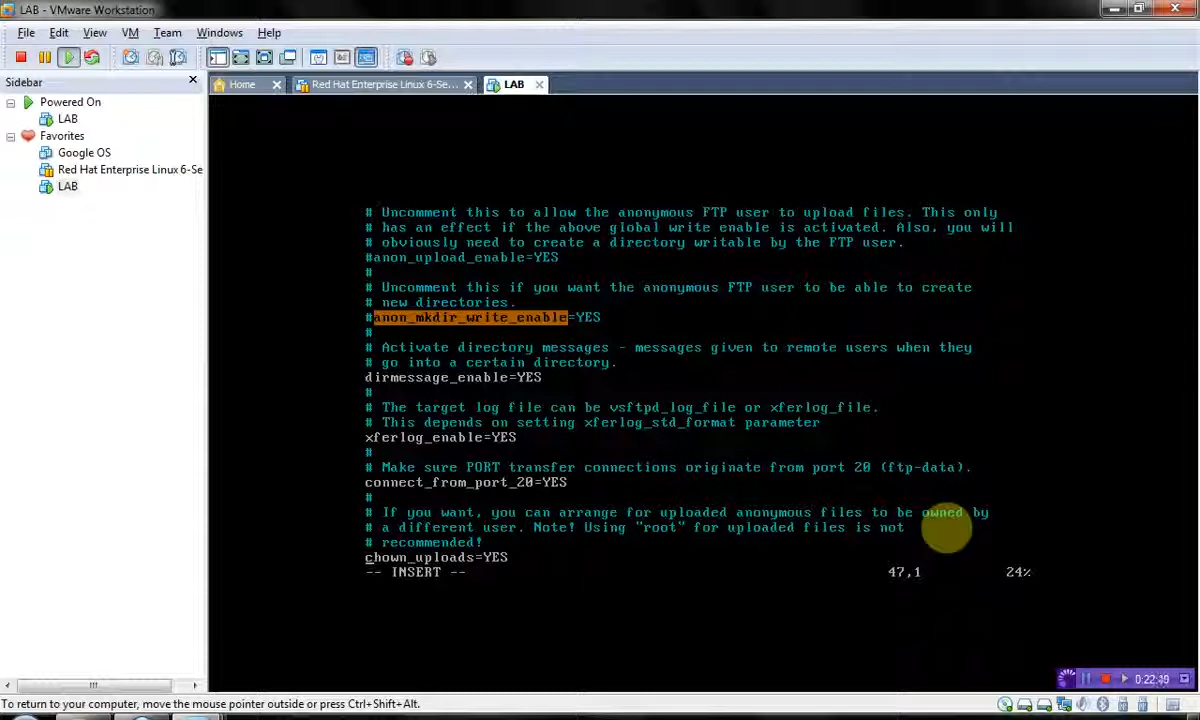 LAB - VMware Workstation
File Edit View VM Team Windows Help
Sidebar
Home
Red Hat Enterprise Linux 6-Se...
LAB
Powered On
LAB
Favorites
Google OS
Red Hat Enterprise Linux 6-Se
LAB
# Uncomment this to allow the anonymous FTP user to upload files. This only
# has an effect if the above global write enable is activated. Also, you will
# obviously need to create a directory writable by the FTP user.
#anon_upload_enable=YES
#
# Uncomment this if you want the anonymous FTP user to be able to create
# new directories.
#anon_mkdir_write_enable=YES
#
# Activate directory messages - messages given to remote users when they
# go into a certain directory.
dirmessage_enable=YES
#
# The target log file can be vsftpd_log_file or xferlog_file.
# This depends on setting xferlog_std_format parameter
xferlog_enable=YES
#
# Make sure PORT transfer connections originate from port 20 (ftp-data).
connect_from_port_20=YES
#
# If you want, you can arrange for uploaded anonymous files to be owned by
# a different user. Note! Using "root" for uploaded files is not
# recommended!
chown_uploads=YES
-- INSERT -- 47,1 24%
0:22:49
To return to your computer, move the mouse pointer outside or press Ctrl+Shift+Alt.